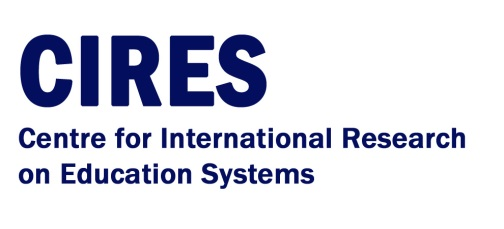 CIRES
Centre for International Research
on Education Systems